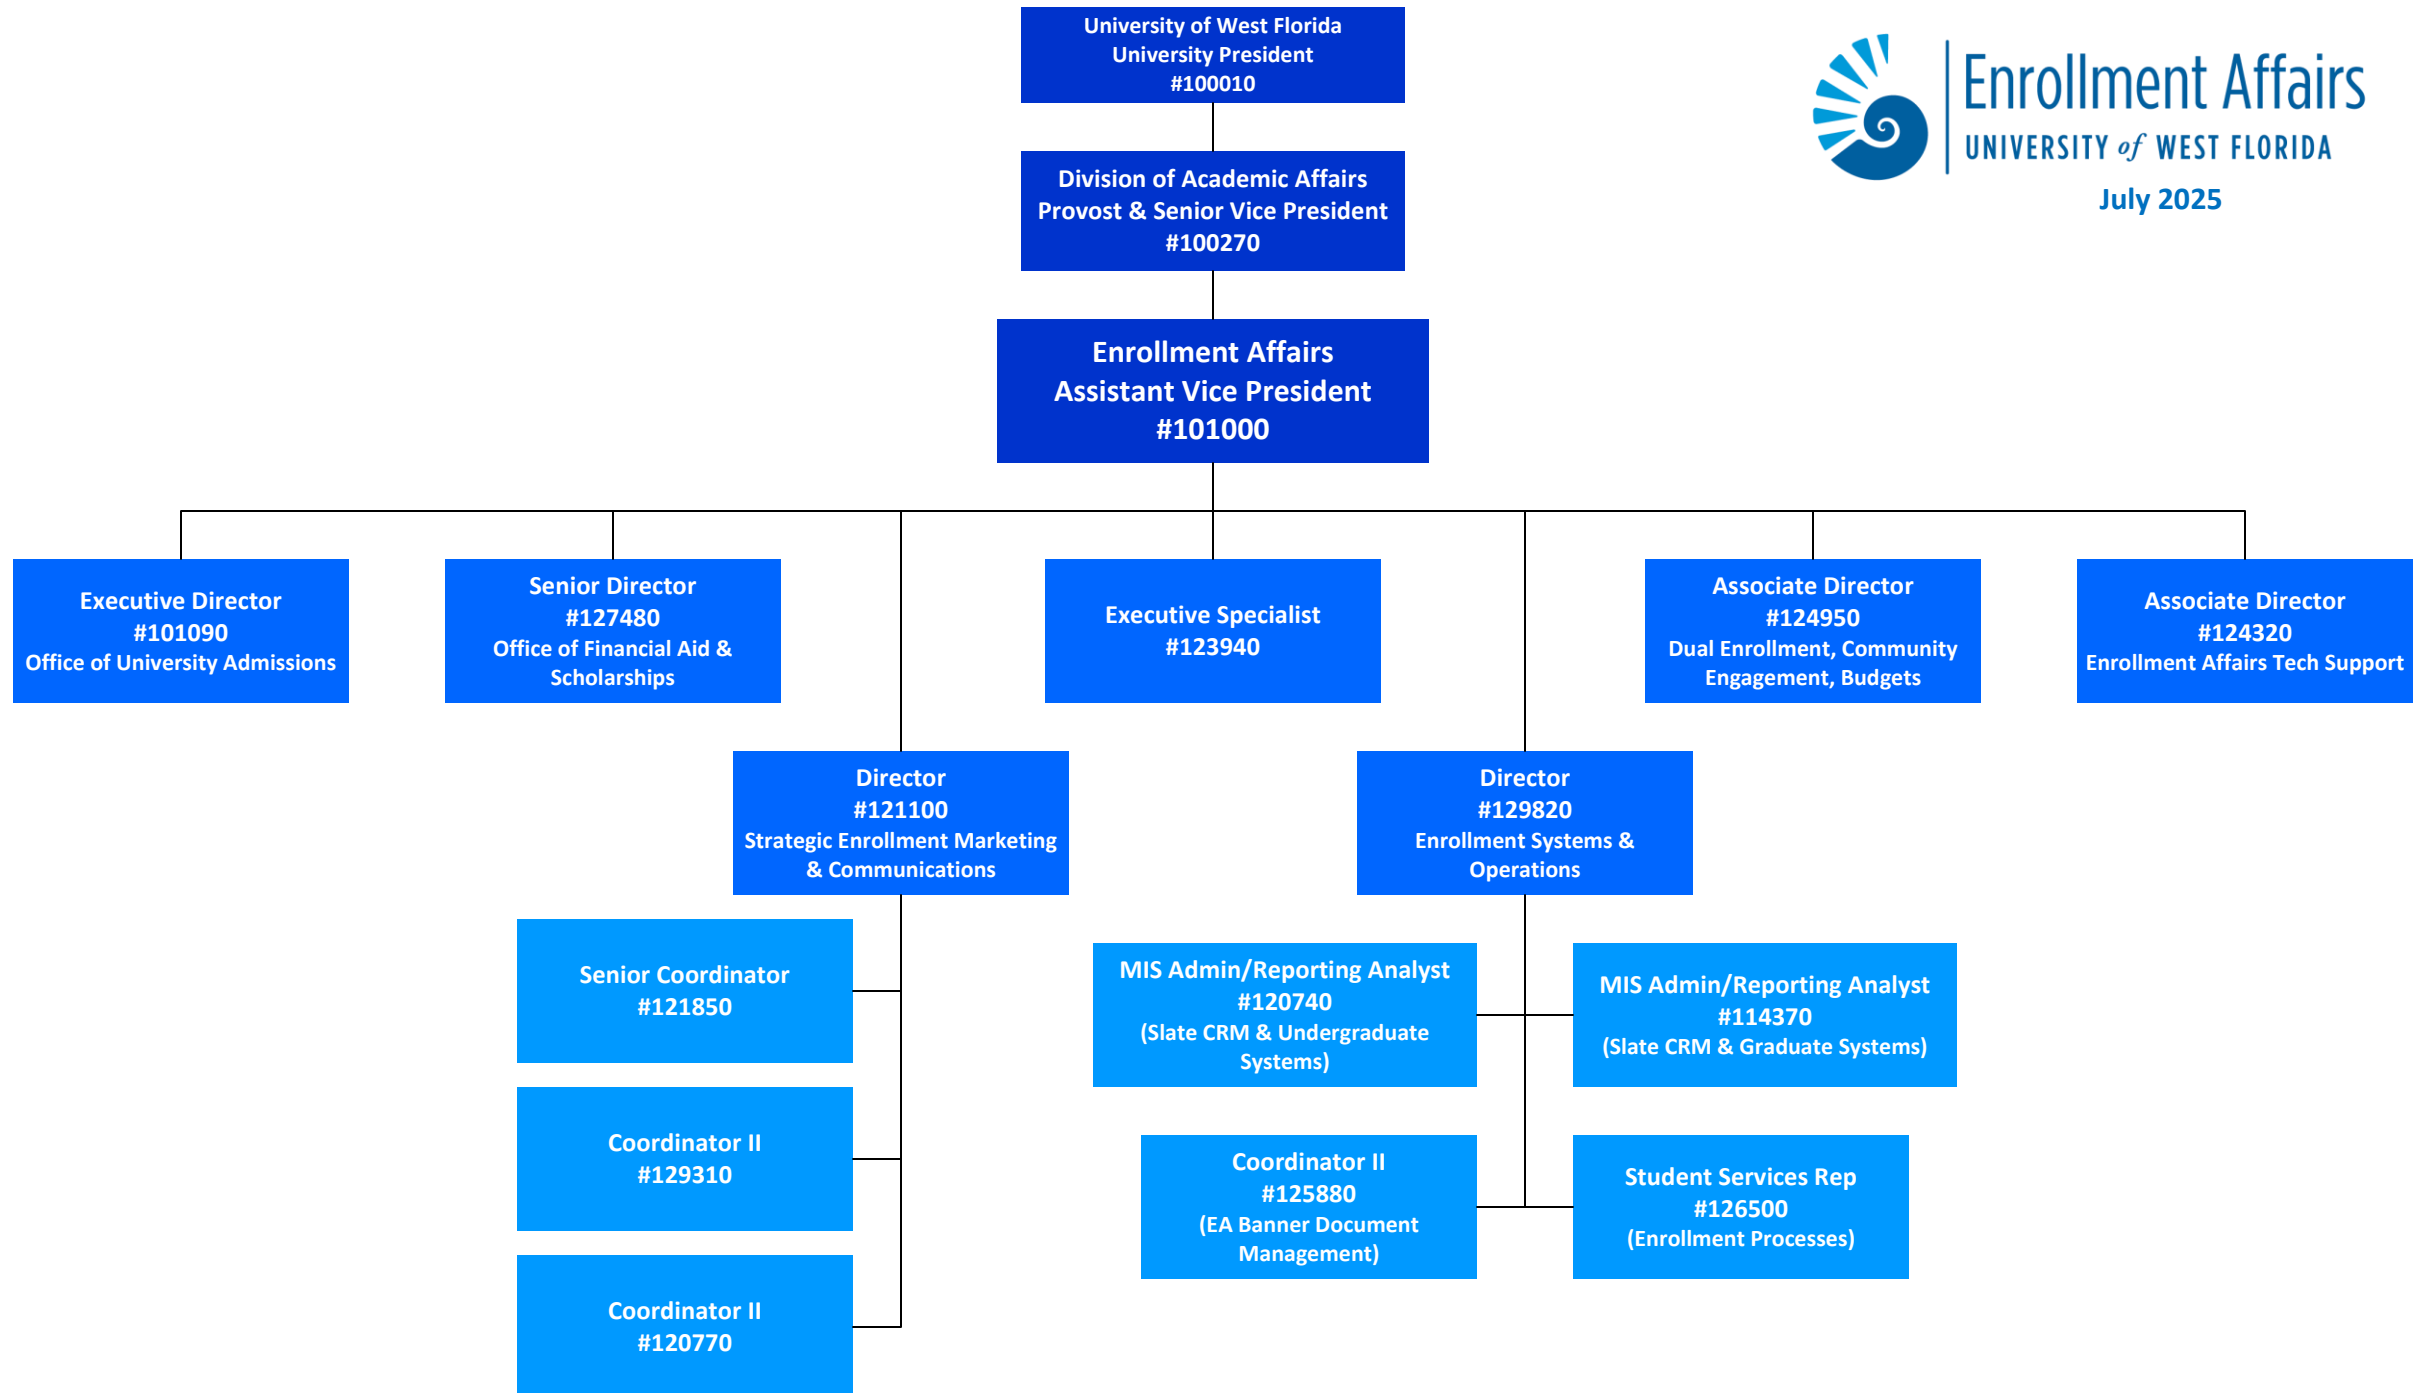 University of West Florida
University President
#100010
Enrollment Affairs
UNIVERSITY of WEST FLORIDA
July 2025
Division of Academic Affairs
Provost & Senior Vice President
#100270
Enrollment Affairs
Assistant Vice President
#101000
Executive Director
#101090
Office of University Admissions
Senior Director
#127480
Office of Financial Aid &
Scholarships
Executive Specialist
#123940
Associate Director
#124950
Dual Enrollment, Community
Engagement, Budgets
Associate Director
#124320
Enrollment Affairs Tech Support
Director
#121100
Strategic Enrollment Marketing
& Communications
Director
#129820
Enrollment Systems &
Operations
Senior Coordinator
#121850
MIS Admin/Reporting Analyst
#120740
(Slate CRM & Undergraduate
Systems)
MIS Admin/Reporting Analyst
#114370
(Slate CRM & Graduate Systems)
Coordinator II
#129310
Coordinator II
#125880
(EA Banner Document
Management)
Student Services Rep
#126500
(Enrollment Processes)
Coordinator II
#120770